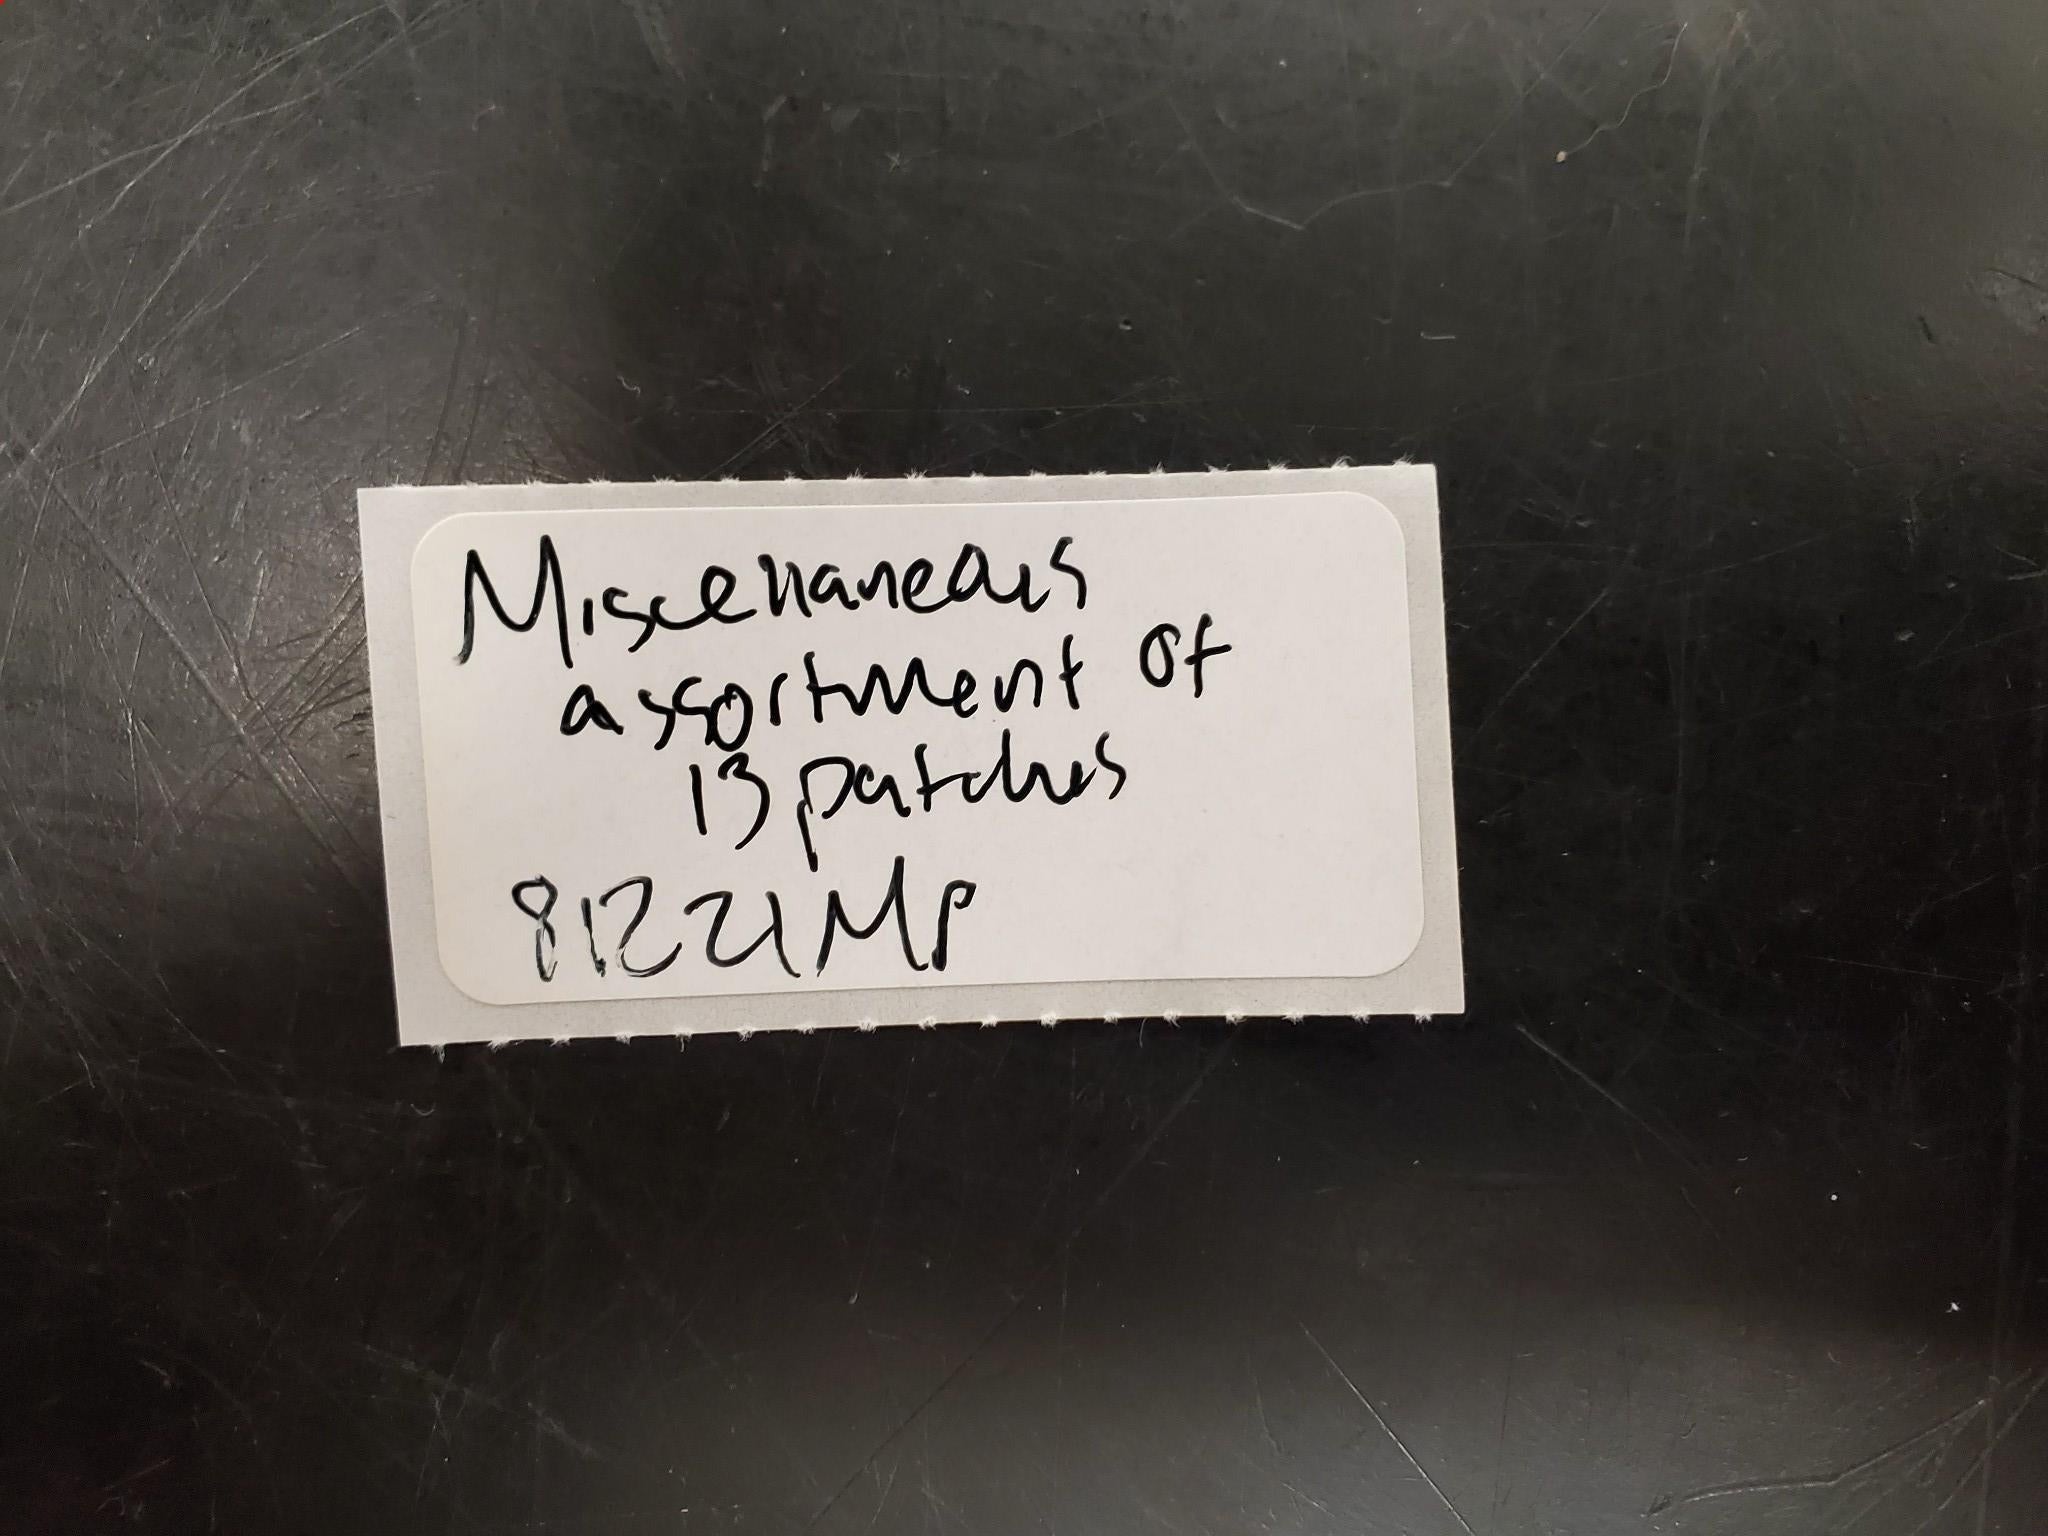 Miscellaneous
assortment of
13 patches
81221MP